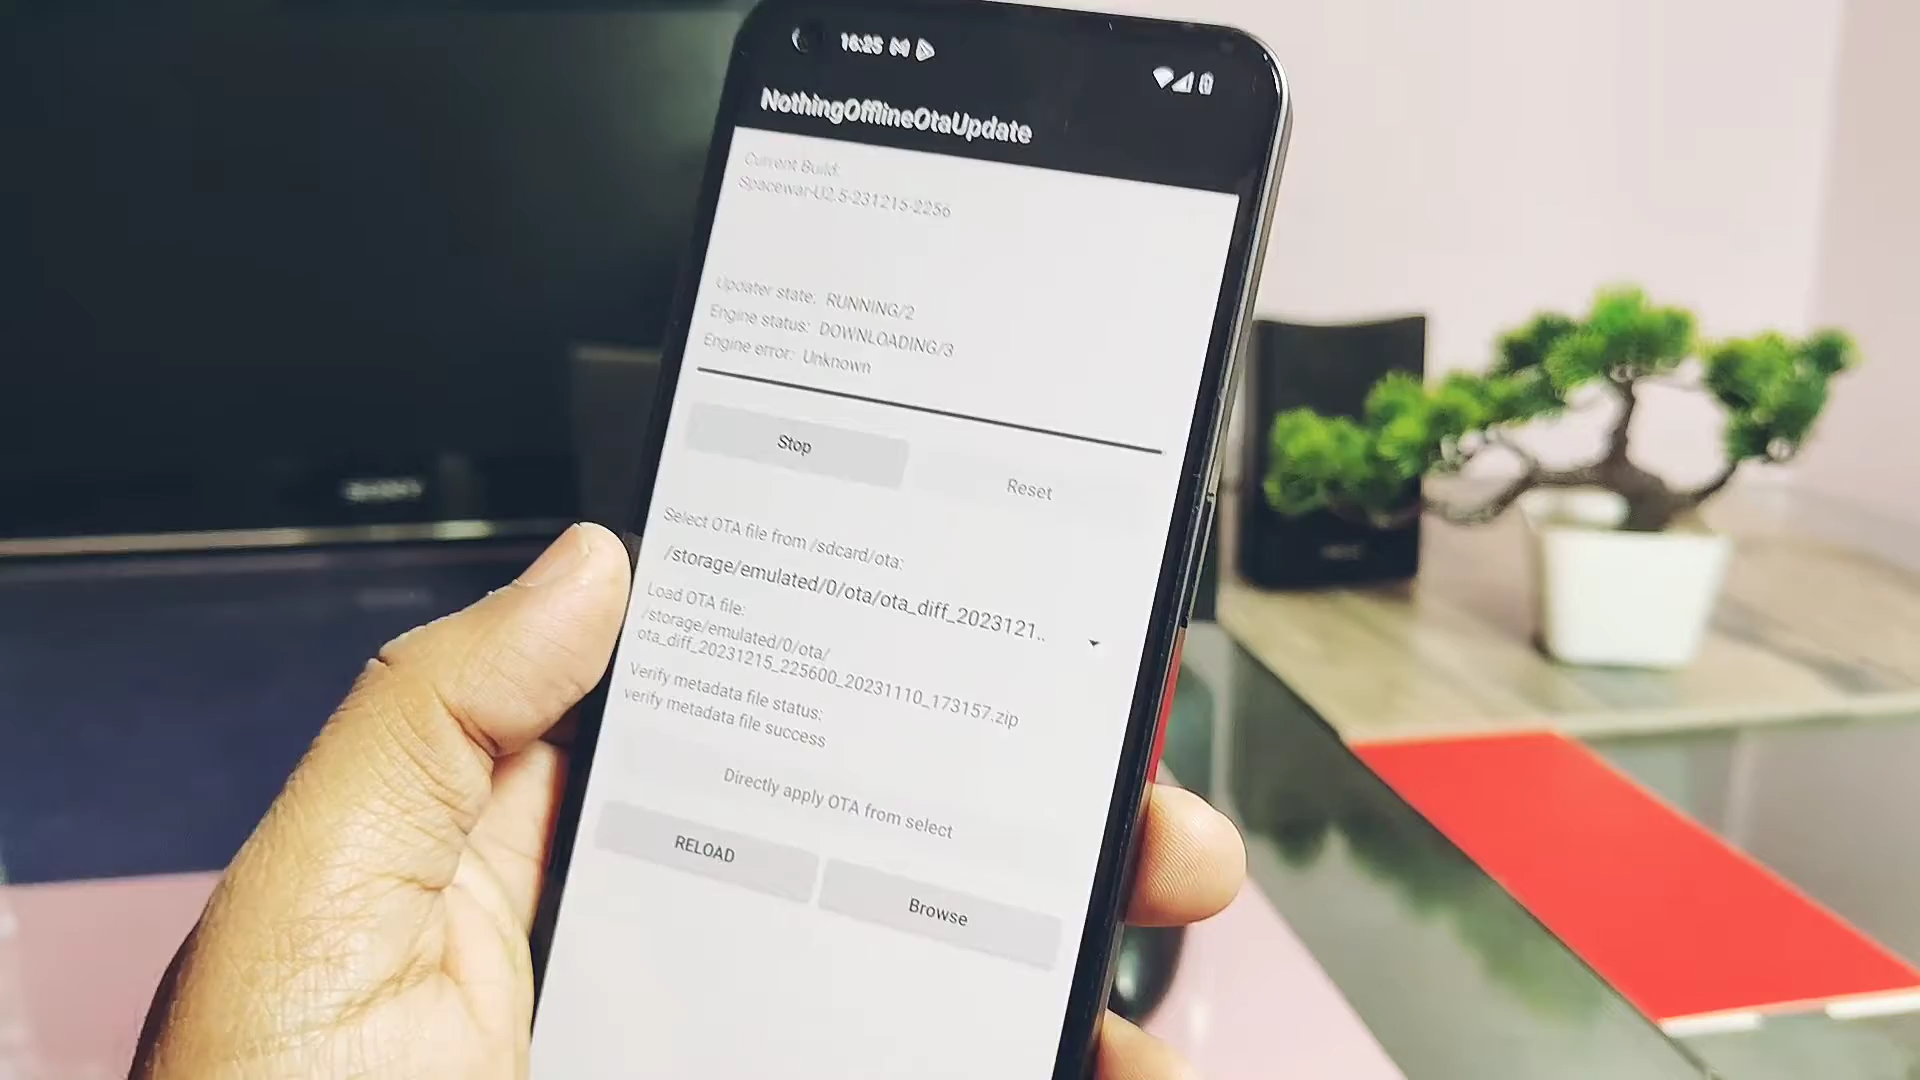 16:25
NothingOfflineOtaUpdate
Current Build:
Spacewar-U2.5-231215-2256
Updater state: RUNNING/2
Engine status: DOWNLOADING/3
Engine error: Unknown
Stop
Reset
Select OTA file from /sdcard/ota:
/storage/emulated/0/ota/ota_diff_2023121..
Load OTA file:
/storage/emulated/0/ota/
ota_diff_20231215_225600_20231110_173157.zip
Verify metadata file status:
verify metadata file success
Directly apply OTA from select
RELOAD
Browse
SONY